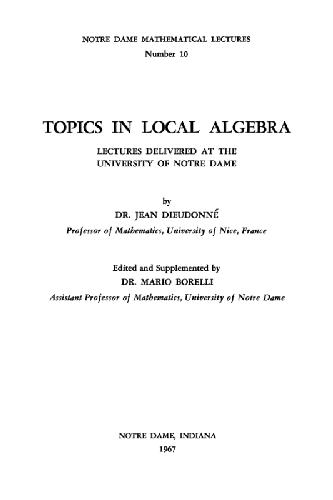 NOTRE DAME MATHEMATICAL LECTURES
Number 10
TOPICS IN LOCAL ALGEBRA
LECTURES DELIVERED AT THE
UNIVERSITY OF NOTRE DAME
by
DR. JEAN DIEUDONNÉ
Professor of Mathematics, University of Nice, France
Edited and Supplemented by
DR. MARIO BORELLI
Assistant Professor of Mathematics, University of Notre Dame
NOTRE DAME, INDIANA
1967